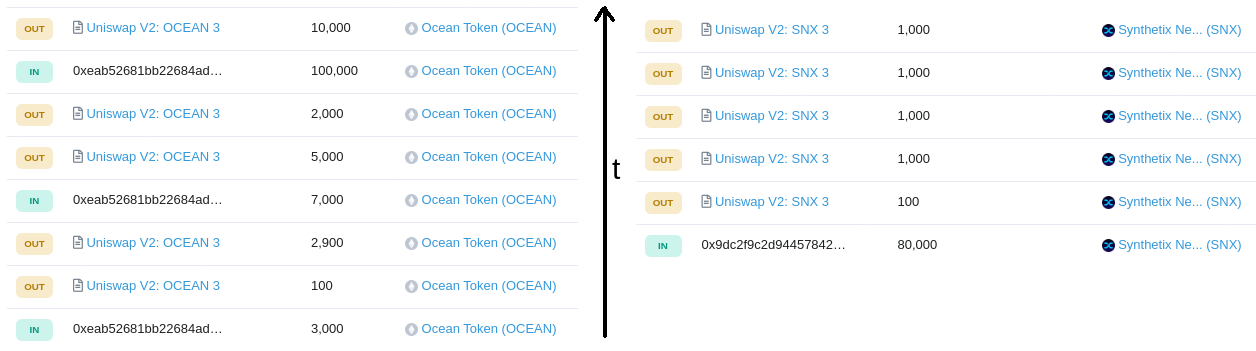 OUT Uniswap V2: OCEAN 3 10,000 Ocean Token (OCEAN)
IN 0xeab52681bb22684ad… 100,000 Ocean Token (OCEAN)
OUT Uniswap V2: OCEAN 3 2,000 Ocean Token (OCEAN)
OUT Uniswap V2: OCEAN 3 5,000 Ocean Token (OCEAN)
IN 0xeab52681bb22684ad… 7,000 Ocean Token (OCEAN)
OUT Uniswap V2: OCEAN 3 2,900 Ocean Token (OCEAN)
OUT Uniswap V2: OCEAN 3 100 Ocean Token (OCEAN)
IN 0xeab52681bb22684ad… 3,000 Ocean Token (OCEAN)
t
OUT Uniswap V2: SNX 3 1,000 Synthetix Ne... (SNX)
OUT Uniswap V2: SNX 3 1,000 Synthetix Ne... (SNX)
OUT Uniswap V2: SNX 3 1,000 Synthetix Ne... (SNX)
OUT Uniswap V2: SNX 3 1,000 Synthetix Ne... (SNX)
OUT Uniswap V2: SNX 3 100 Synthetix Ne... (SNX)
IN 0x9dc2f9c2d94457842… 80,000 Synthetix Ne... (SNX)